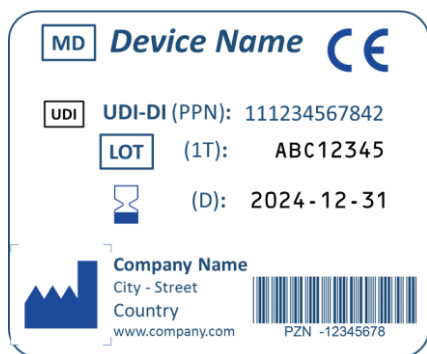 MD Device Name CE
UDI UDI-DI (PPN): 111234567842
LOT (1T): ABC12345
(D): 2024-12-31
Company Name
City - Street
Country
www.company.com
PZN -12345678